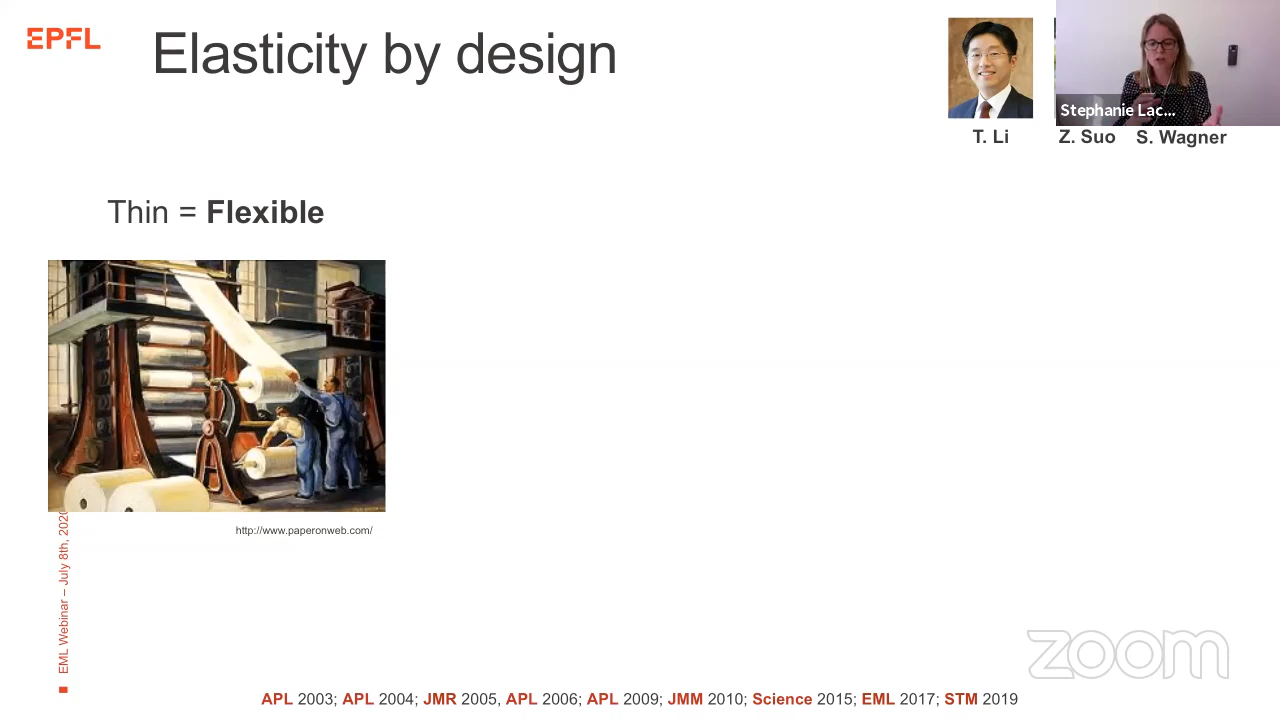 EPFL
Elasticity by design
Stephanie Lac...
T. Li
Z. Suo
S. Wagner
Thin = Flexible
http://www.paperonweb.com/
EML Webinar – July 8th, 2020
zoom
APL 2003; APL 2004; JMR 2005, APL 2006; APL 2009; JMM 2010; Science 2015; EML 2017; STM 2019